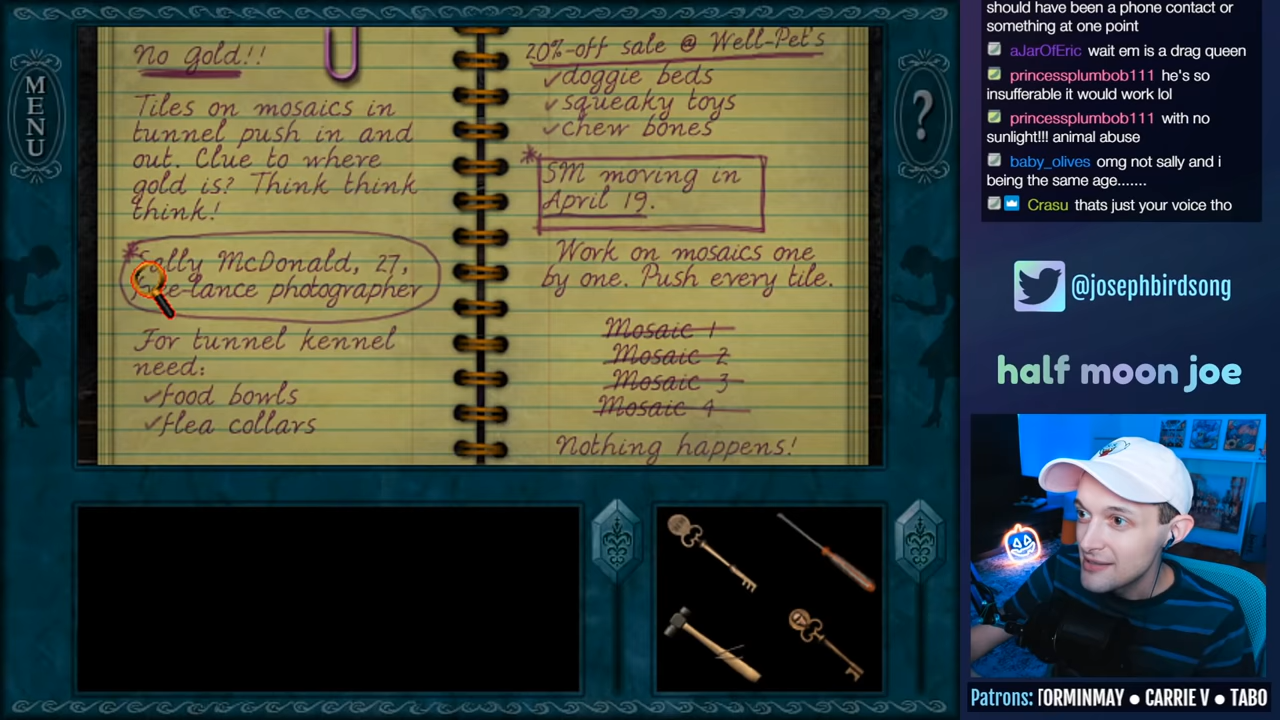 MENU
No Gold!!
Tiles on mosaics in
tunnel push in and
out. Clue to where
gold is? Think think
think!
*Sally McDonald, 27,
free-lance photographer
For tunnel kennel
need:
✓food bowls
✓flea collars
20%-off sale @ Well-Pet's
✓doggie beds
✓squeaky toys
✓chew bones
*
SM moving in
April 19.
Work on mosaics one
by one. Push every tile.
Mosaic 1
Mosaic 2
Mosaic 3
Mosaic 4
Nothing happens!
?
should have been a phone contact or
something at one point
aJarOfEric wait em is a drag queen
princessplumbob111 he's so
insufferable it would work lol
princessplumbob111 with no
sunlight!!! animal abuse
baby_olives omg not sally and i
being the same age.......
Crasu thats just your voice tho
@josephbirdsong
half moon joe
Patrons: TORMINMAY ● CARRIE V ● TABO